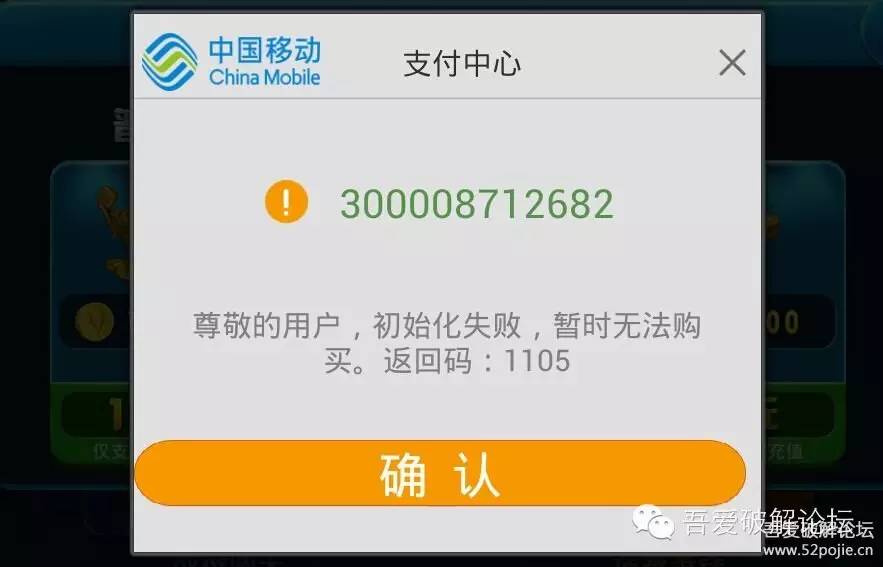 中国移动
China Mobile
支付中心
300008712682
尊敬的用户，初始化失败，暂时无法购
买。返回码：1105
确 认
吾爱破解论坛
吾爱破解论坛
www.52pojie.cn